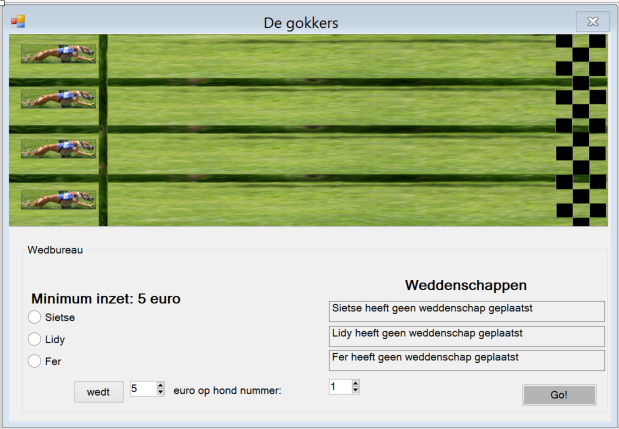 De gokkers
Wedbureau
Minimum inzet: 5 euro
Sietse
Lidy
Fer
Weddenschappen
Sietse heeft geen weddenschap geplaatst
Lidy heeft geen weddenschap geplaatst
Fer heeft geen weddenschap geplaatst
wedt 5 euro op hond nummer: 1
Go!